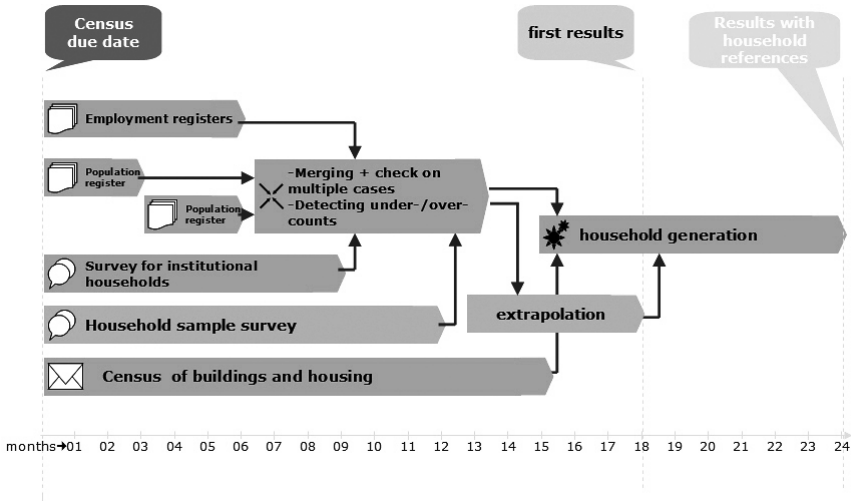 Census
due date
first results
Results with
household
references
Employment registers
Population
register
Population
register
-Merging + check on
multiple cases
-Detecting under-/over-
counts
household generation
Survey for institutional
households
Household sample survey
extrapolation
Census of buildings and housing
months 01 02 03 04 05 06 07 08 09 10 11 12 13 14 15 16 17 18 19 20 21 22 23 24